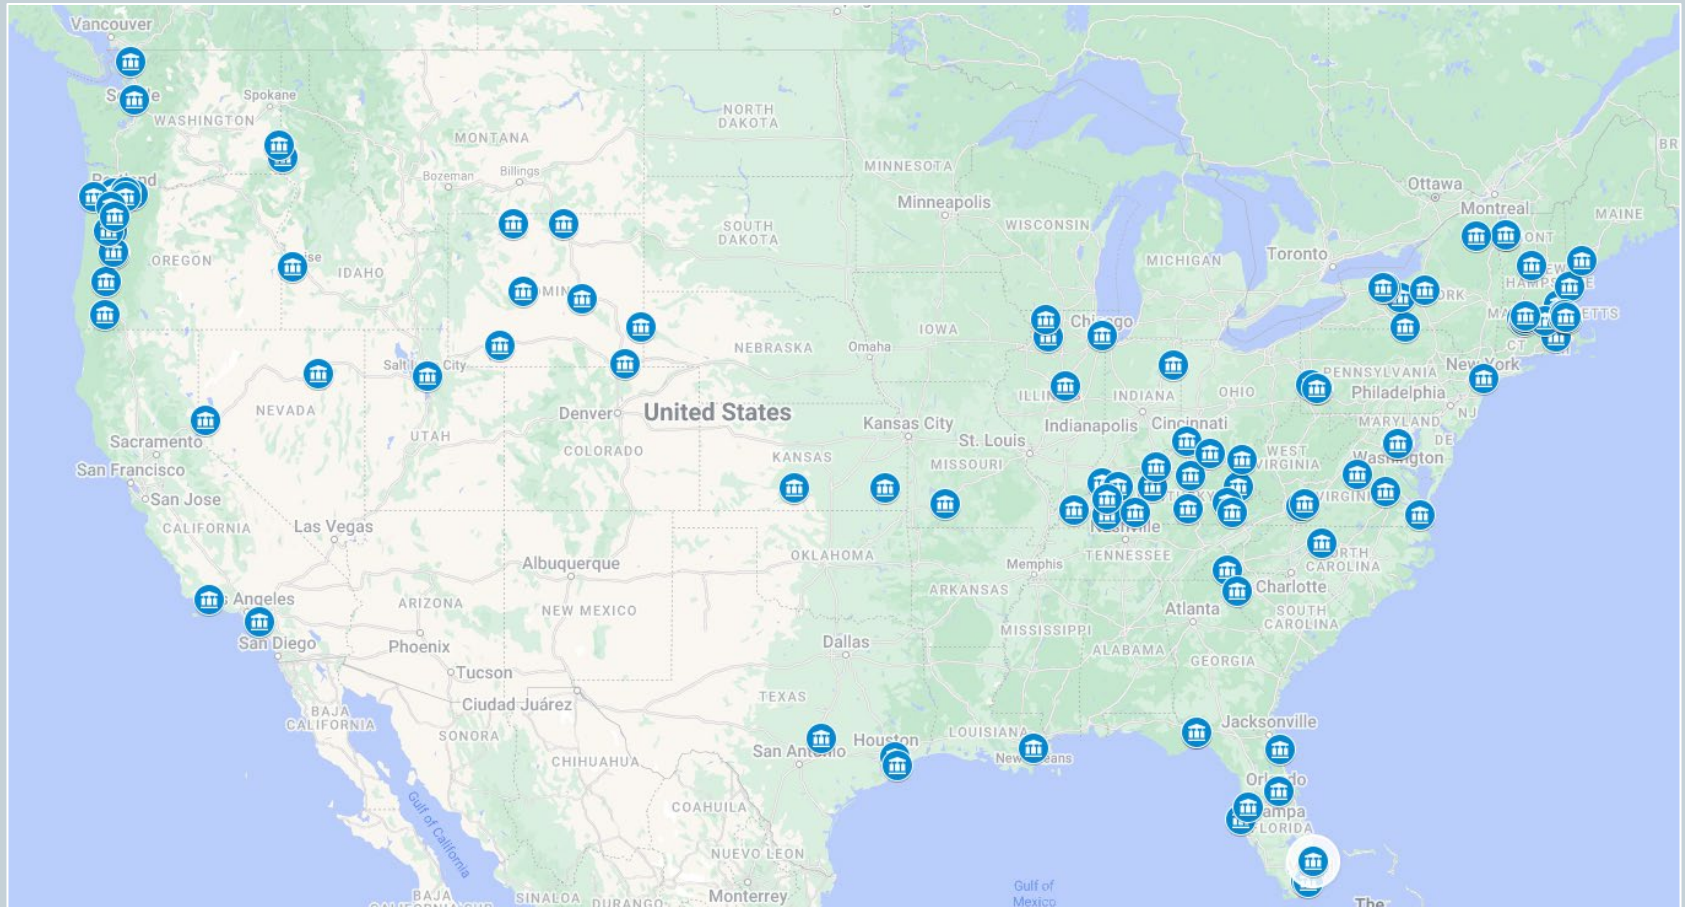 Vancouver
Spokane
WASHINGTON
NORTH
DAKOTA
MONTANA
MINNESOTA
Ottawa
Montreal
MAINE
Bozeman
Billings
Minneapolis
WISCONSIN
SOUTH
DAKOTA
OREGON
IDAHO
MICHIGAN
Toronto
IOWA
Chicago
NEBRASKA
Omaha
CT
New York
PENNSYLVANIA
Philadelphia
NJ
OHIO
INDIANA
NEVADA
Denver
United States
Kansas City
St. Louis
Indianapolis
Cincinnati
MARYLAND
DE
Sacramento
UTAH
COLORADO
KANSAS
MISSOURI
WEST
VIRGINIA
San Francisco
San Jose
CALIFORNIA
Las Vegas
Albuquerque
OKLAHOMA
TENNESSEE
Memphis
CAROLINA
Charlotte
ARIZONA
NEW MEXICO
ARKANSAS
Atlanta
SOUTH
CAROLINA
San Diego
Phoenix
Dallas
MISSISSIPPI
ALABAMA
GEORGIA
Tucson
Ciudad Juárez
TEXAS
BAJA
CALIFORNIA
SONORA
CHIHUAHUA
Houston
LOUISIANA
Jacksonville
COAHUILA
FLORIDA
Gulf of California
NUEVO LEON
Monterrey
BAJA
SINALOA
DURANGO
Gulf of
Mexico
The